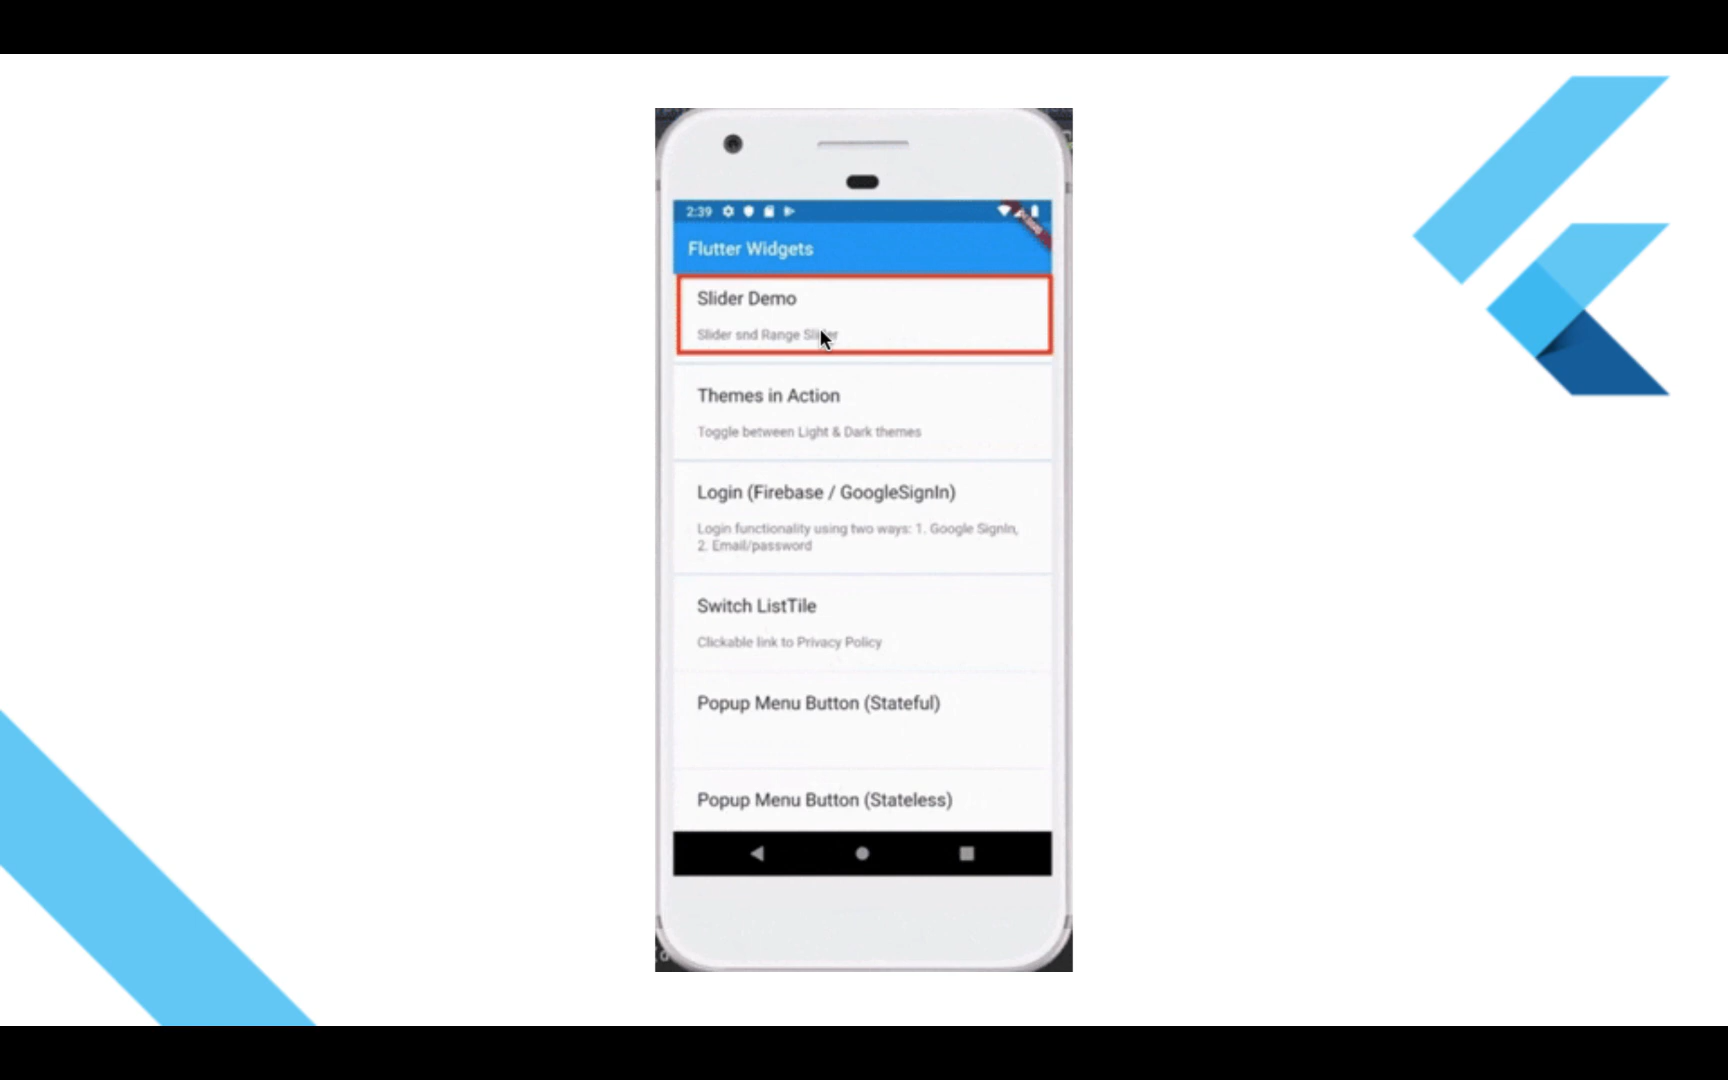 2:39
Flutter Widgets
Slider Demo
Slider snd Range Slider
Themes in Action
Toggle between Light & Dark themes
Login (Firebase / GoogleSignIn)
Login functionality using two ways: 1. Google SignIn,
2. Email/password
Switch ListTile
Clickable link to Privacy Policy
Popup Menu Button (Stateful)
Popup Menu Button (Stateless)